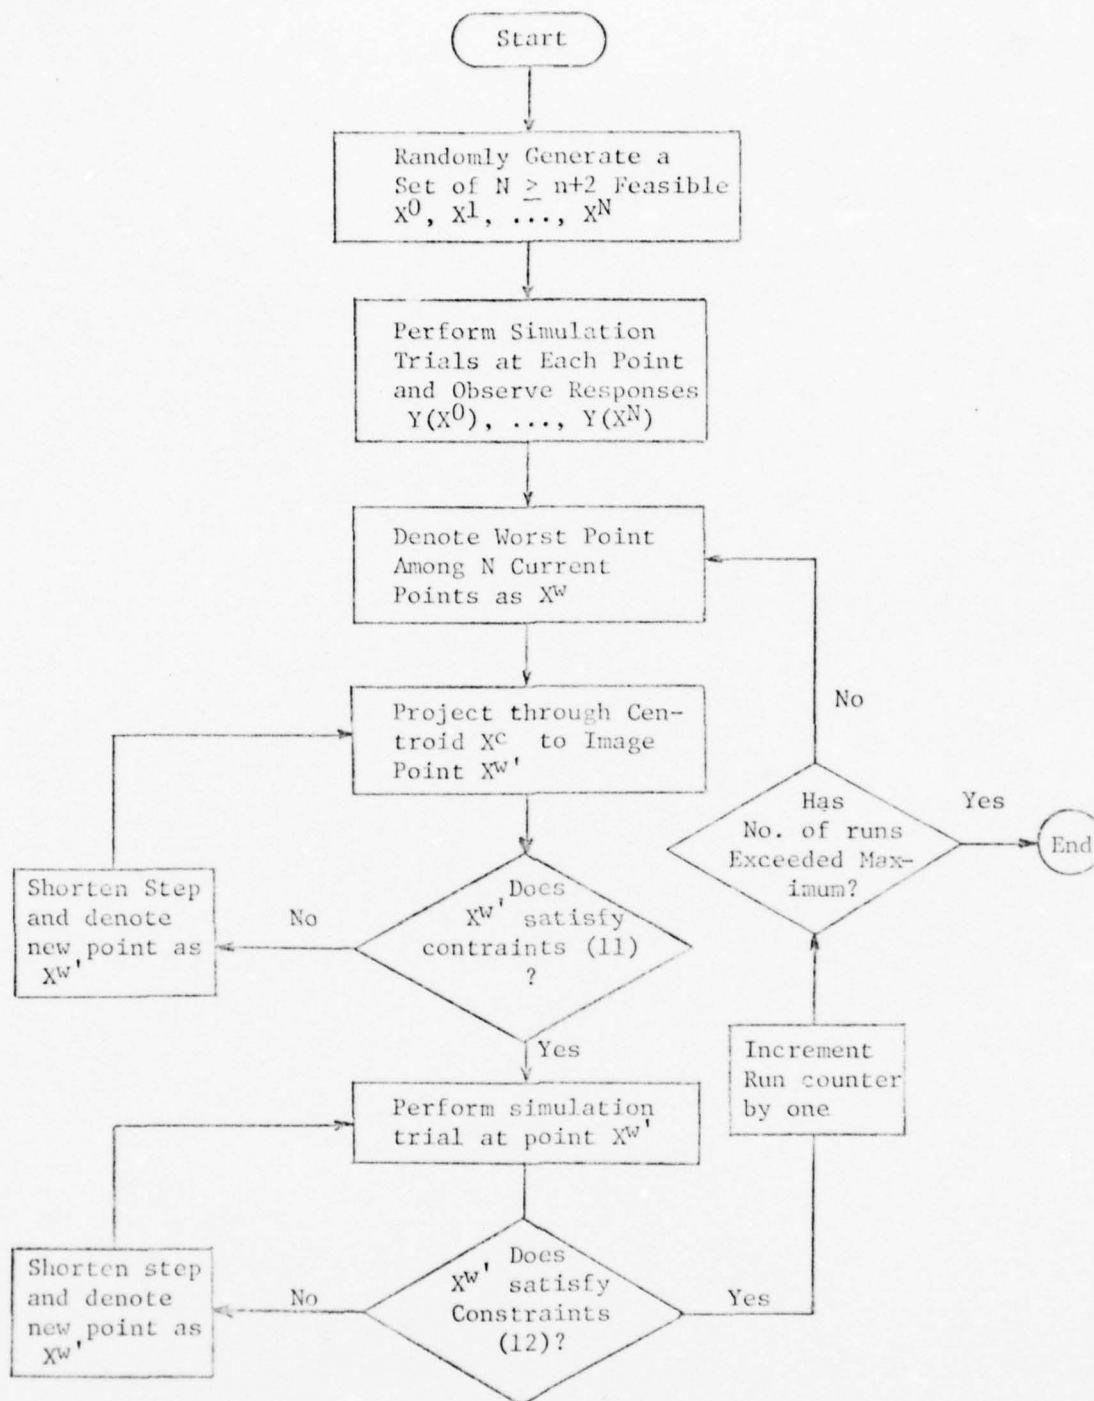 Start
Randomly Generate a
Set of N ≥ n+2 Feasible
X⁰, X¹, ..., Xᴺ
Perform Simulation
Trials at Each Point
and Observe Responses
Y(X⁰), ..., Y(Xᴺ)
Denote Worst Point
Among N Current
Points as Xʷ
Project through Cen-
troid Xᶜ to Image
Point Xʷ'
No
Has
No. of runs
Exceeded Max-
imum?
Yes
End
Shorten Step
and denote
new point as
Xʷ'
No
Does
Xʷ' satisfy
contraints (11)
?
Yes
Increment
Run counter
by one
Perform simulation
trial at point Xʷ'
Shorten step
and denote
new point as
Xʷ'
No
Does
Xʷ' satisfy
Constraints
(12)?
Yes